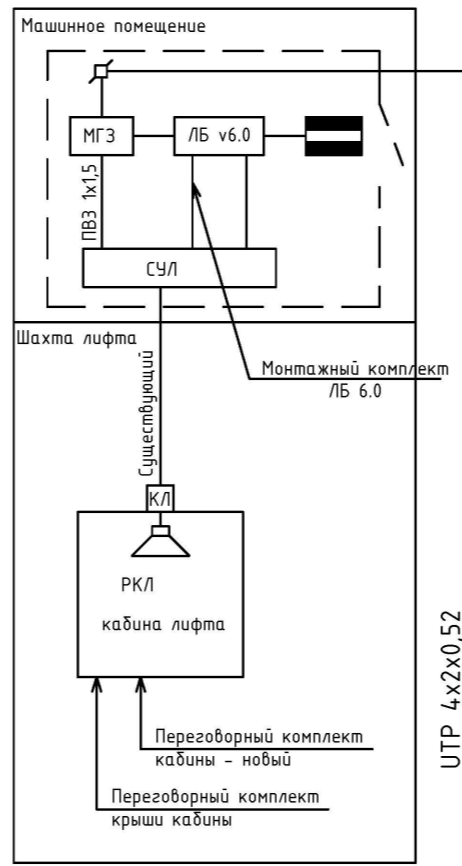 Машинное помещение
МГЗ
ЛБ v6.0
ПВЗ 1х1,5
СУЛ
Шахта лифта
Монтажный комплект
ЛБ 6.0
Существующий
КЛ
РКЛ
кабина лифта
UTP 4х2х0,52
Переговорный комплект
кабины - новый
Переговорный комплект
крыши кабины